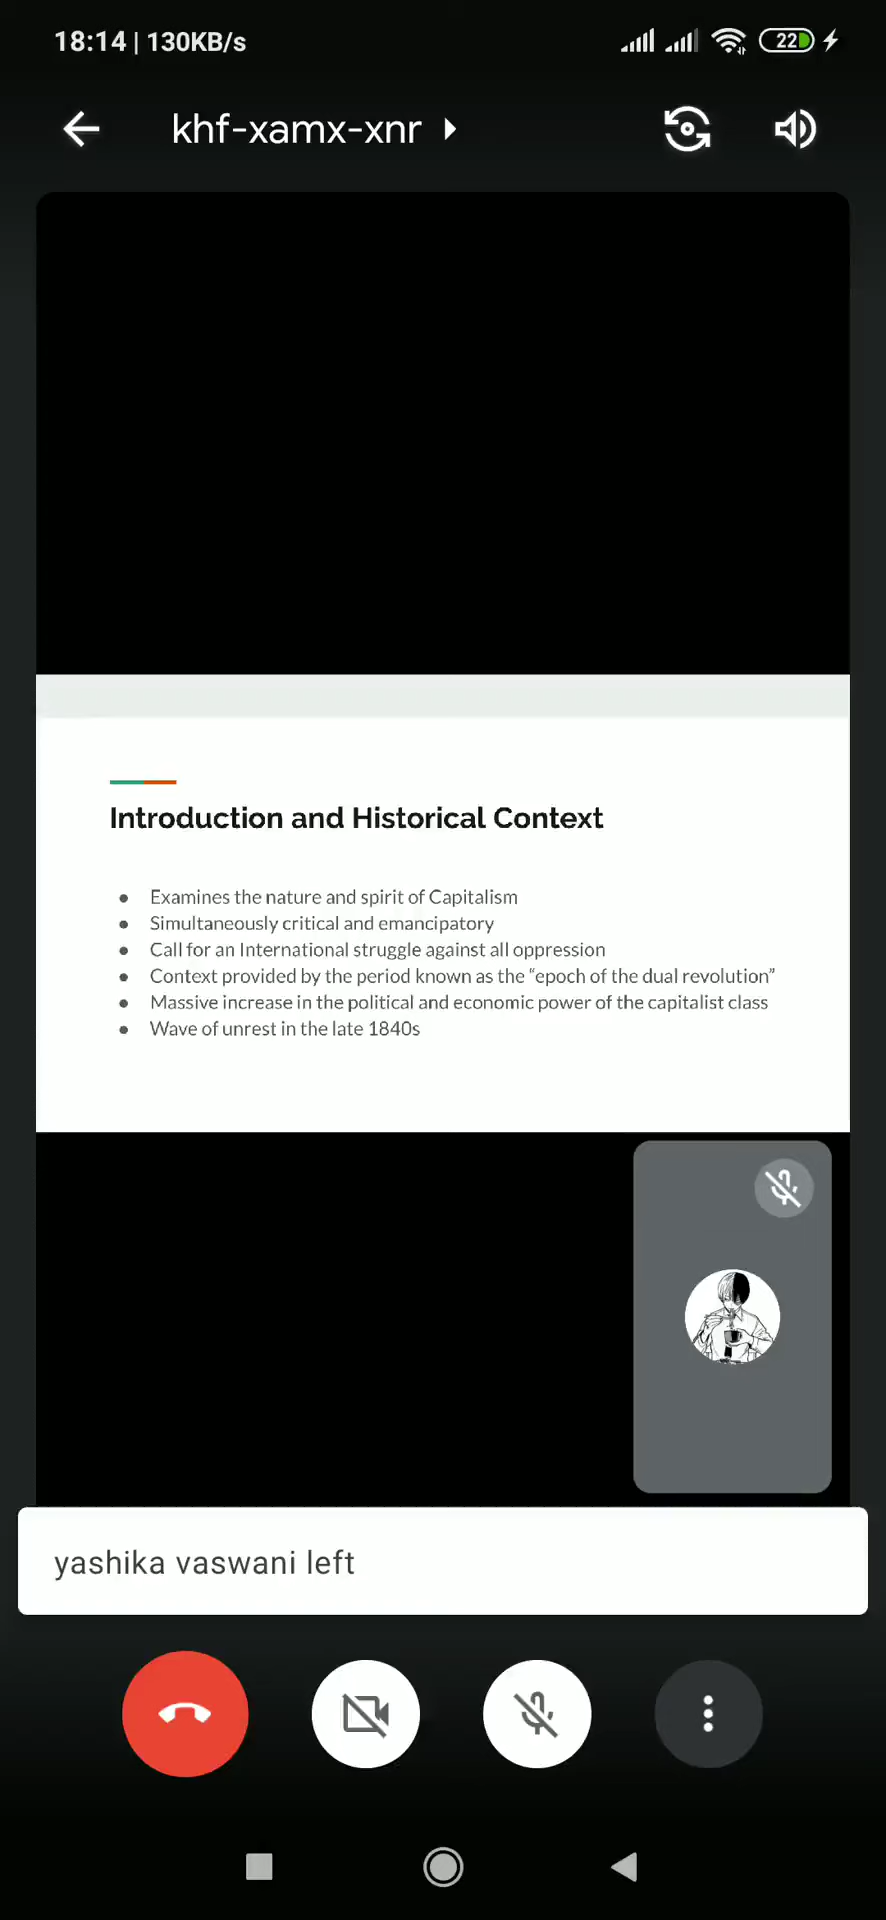 18:14 | 130KB/s
22
khf-xamx-xnr
Introduction and Historical Context
● Examines the nature and spirit of Capitalism
● Simultaneously critical and emancipatory
● Call for an International struggle against all oppression
● Context provided by the period known as the “epoch of the dual revolution”
● Massive increase in the political and economic power of the capitalist class
● Wave of unrest in the late 1840s
yashika vaswani left